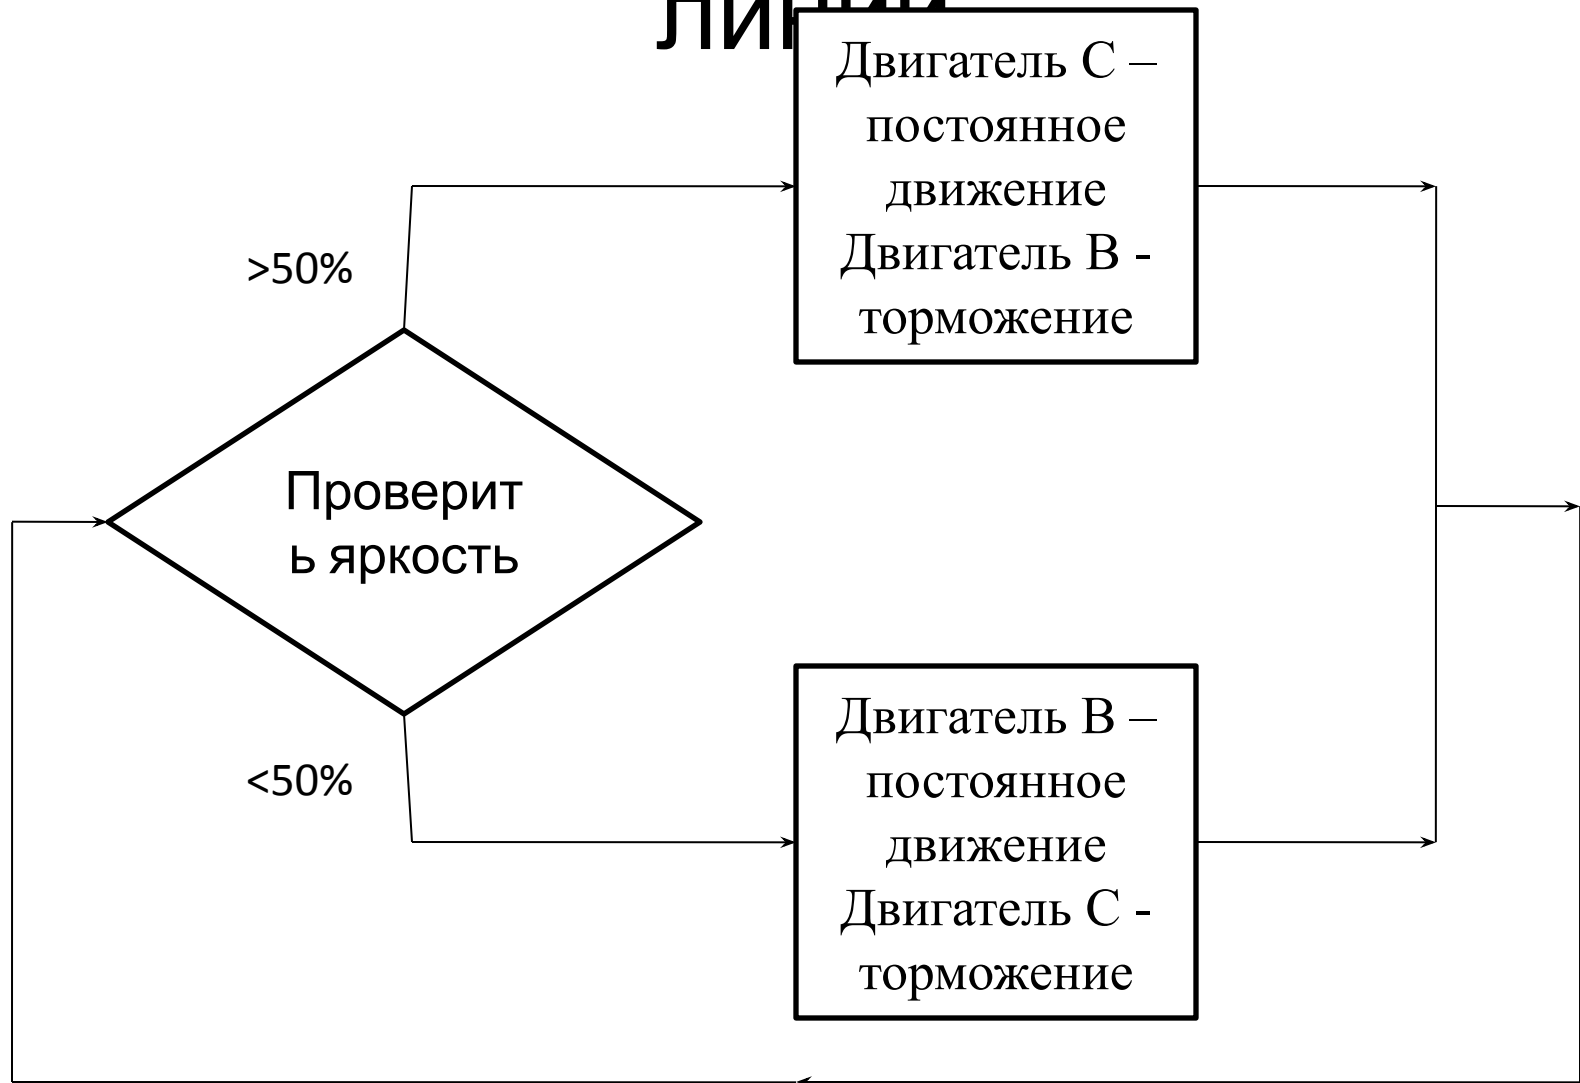 Двигатель С –
постоянное
движение
Двигатель В -
торможение
>50%
Проверит
ь яркость
<50%
Двигатель В –
постоянное
движение
Двигатель С -
торможение